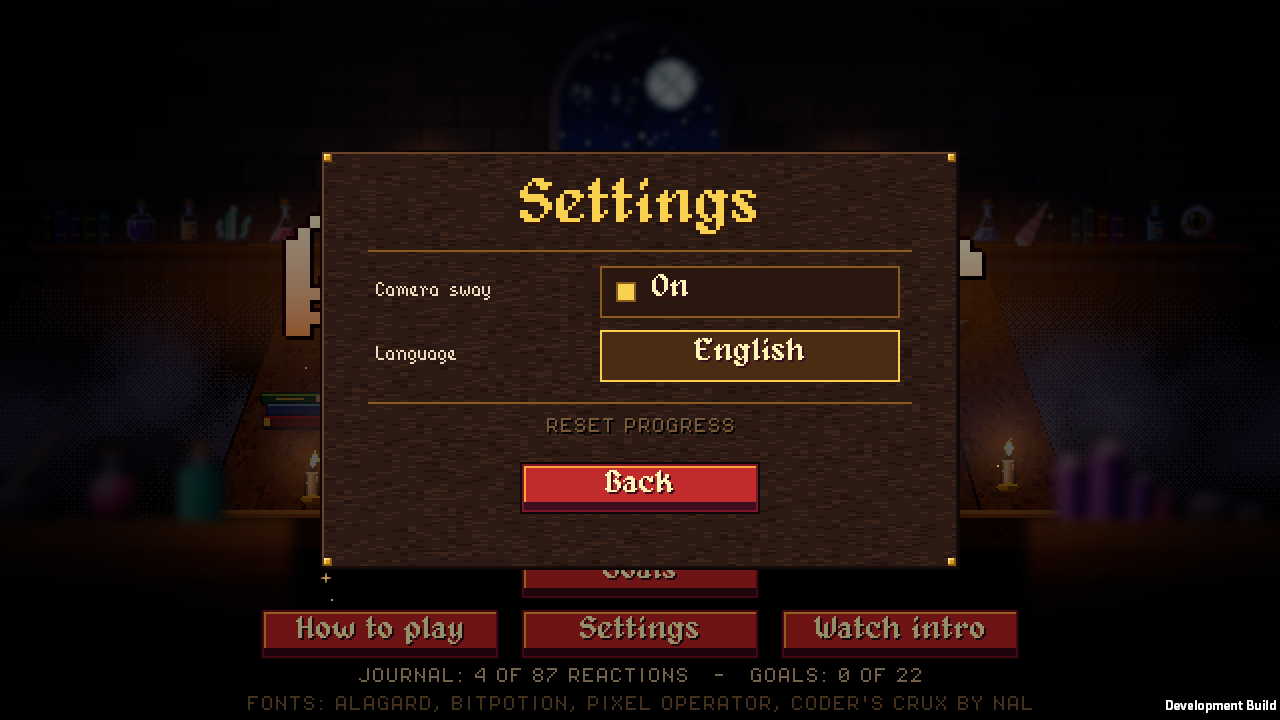 Settings
Camera sway
On
Language
English
RESET PROGRESS
Back
Goals
How to play
Settings
Watch intro
JOURNAL: 4 OF 87 REACTIONS - GOALS: 0 OF 22
FONTS: ALAGARD, BITPOTION, PIXEL OPERATOR, CODER'S CRUX BY NAL
Development Build